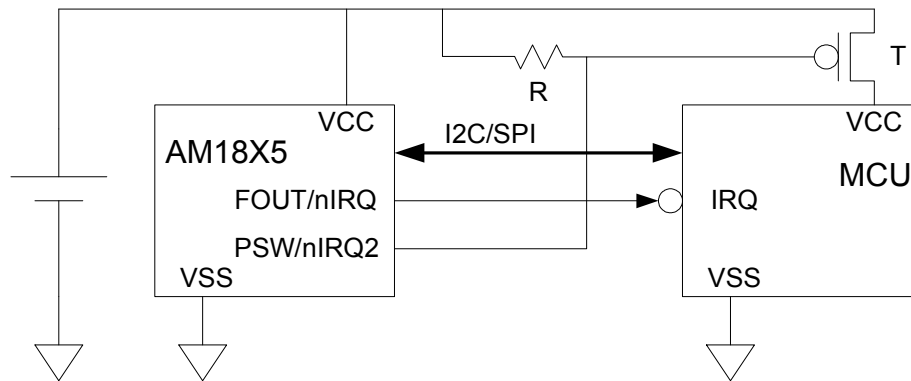 T
R
VCC
VCC
I2C/SPI
AM18X5
MCU
FOUT/nIRQ
IRQ
PSW/nIRQ2
VSS
VSS